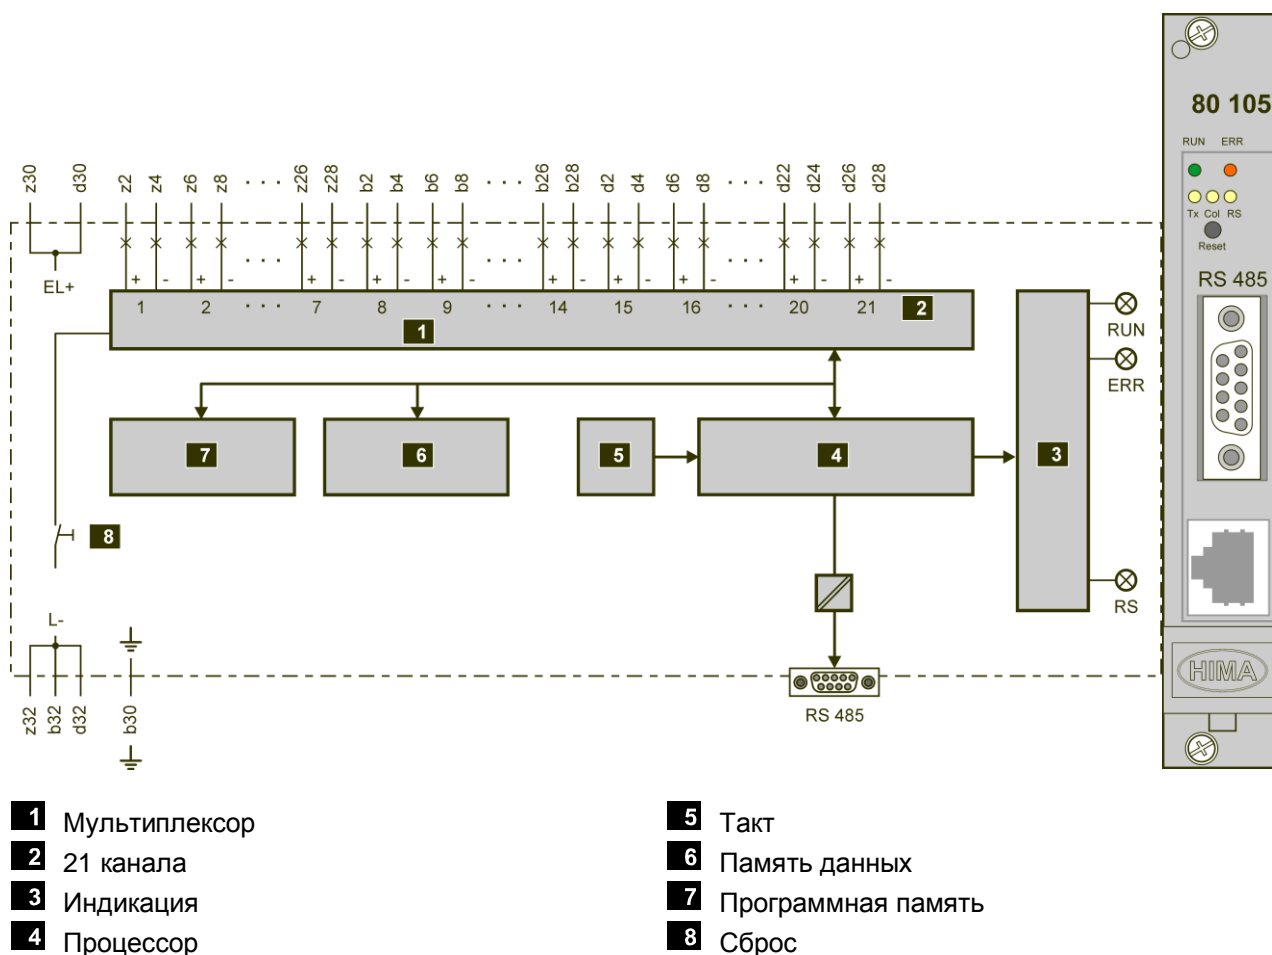 80 105
RUN ERR
Tx Col RS
Reset
RS 485
HIMA
z30 d30 z2 z4 z6 z8 · · · z26 z28 b2 b4 b6 b8 · · · b26 b28 d2 d4 d6 d8 · · · d22 d24 d26 d28
EL+
+ - + - · · · + - + - + - · · · + - + - + - · · · + - + -
1 2 · · · 7 8 9 · · · 14 15 16 · · · 20 21 2
1
RUN
ERR
7 6 5 4 3
8
RS
L-
z32 b32 d32 b30
RS 485
1 Мультиплексор
2 21 канала
3 Индикация
4 Процессор
5 Такт
6 Память данных
7 Программная память
8 Сброс